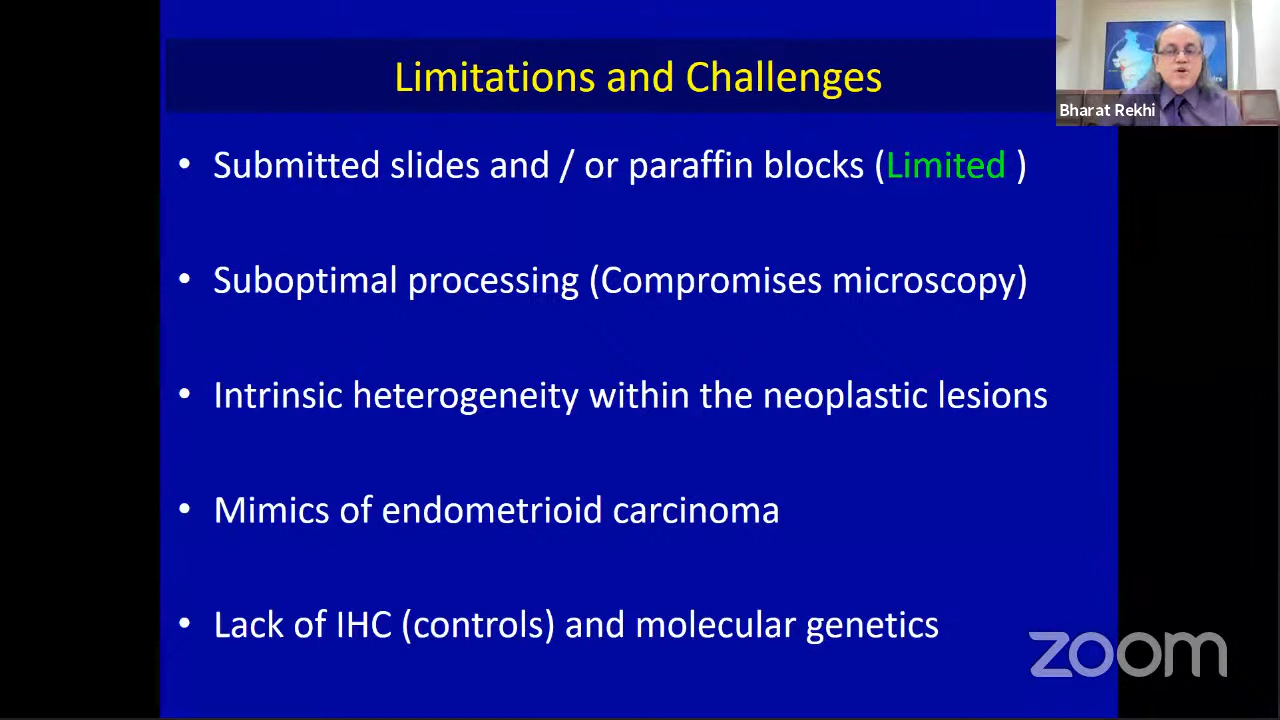 Limitations and Challenges
Bharat Rekhi
• Submitted slides and / or paraffin blocks (Limited )
• Suboptimal processing (Compromises microscopy)
• Intrinsic heterogeneity within the neoplastic lesions
• Mimics of endometrioid carcinoma
• Lack of IHC (controls) and molecular genetics
zoom